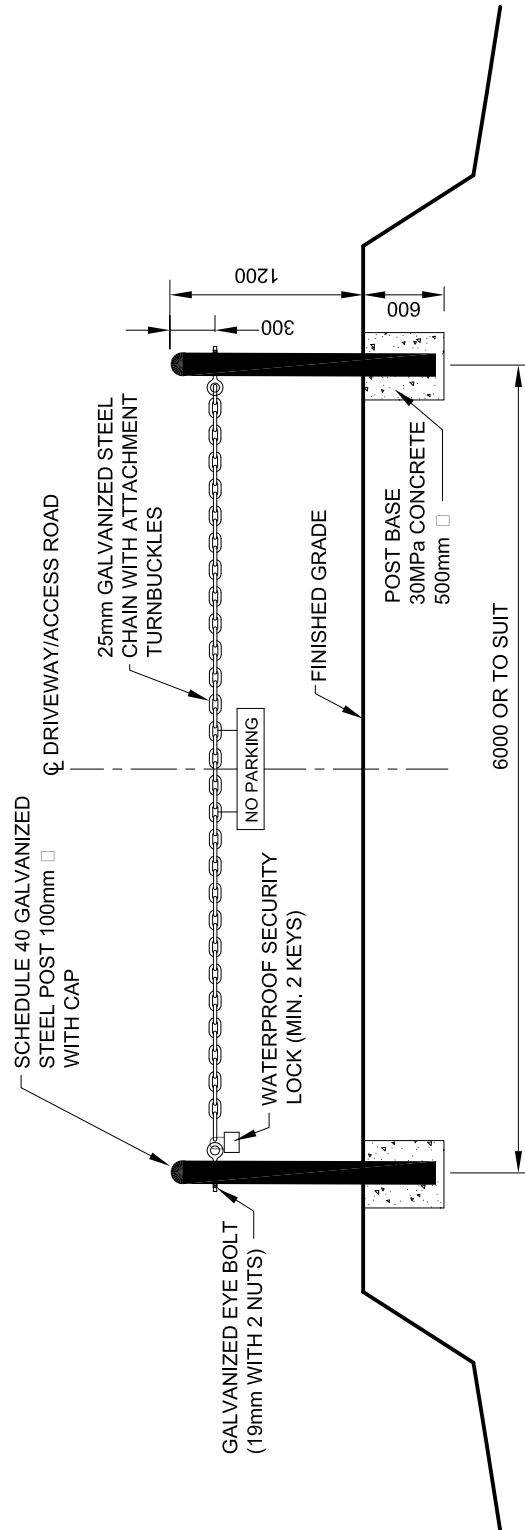 SCHEDULE 40 GALVANIZED
STEEL POST 100mm □
WITH CAP
℄ DRIVEWAY/ACCESS ROAD
25mm GALVANIZED STEEL
CHAIN WITH ATTACHMENT
TURNBUCKLES
GALVANIZED EYE BOLT
(19mm WITH 2 NUTS)
WATERPROOF SECURITY
LOCK (MIN. 2 KEYS)
NO PARKING
FINISHED GRADE
300
1200
600
POST BASE
30MPa CONCRETE
500mm □
6000 OR TO SUIT